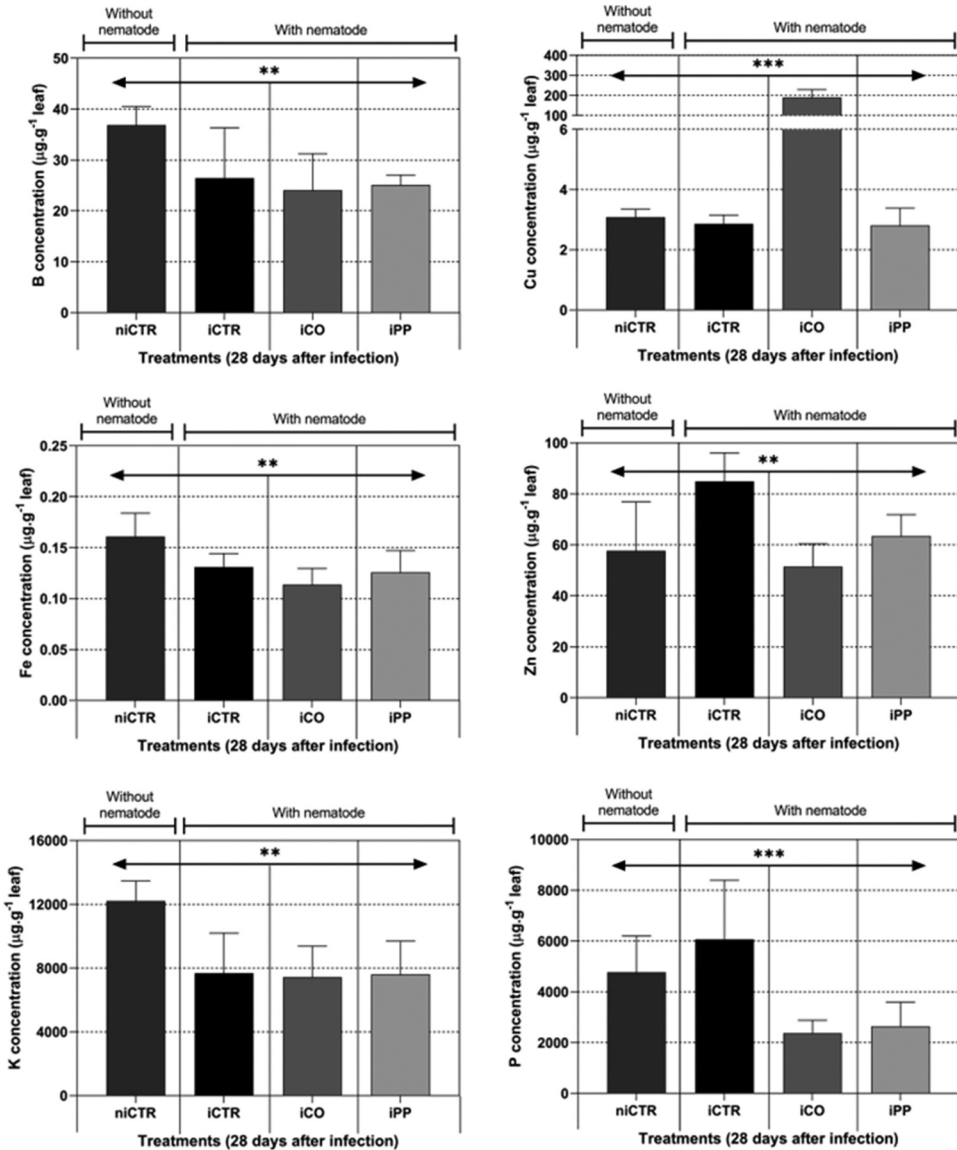 Without
nematode
With nematode
B concentration (µg.g⁻¹ leaf)
50
40
30
20
10
0
**
niCTR
iCTR
iCO
iPP
Treatments (28 days after infection)
Without
nematode
With nematode
Cu concentration (µg.g⁻¹ leaf)
400
300
200
100
6
4
2
0
***
niCTR
iCTR
iCO
iPP
Treatments (28 days after infection)
Without
nematode
With nematode
Fe concentration (µg.g⁻¹ leaf)
0.25
0.20
0.15
0.10
0.05
0.00
**
niCTR
iCTR
iCO
iPP
Treatments (28 days after infection)
Without
nematode
With nematode
Zn concentration (µg.g⁻¹ leaf)
100
80
60
40
20
0
**
niCTR
iCTR
iCO
iPP
Treatments (28 days after infection)
Without
nematode
With nematode
K concentration (µg.g⁻¹ leaf)
16000
12000
8000
4000
0
**
niCTR
iCTR
iCO
iPP
Treatments (28 days after infection)
Without
nematode
With nematode
P concentration (µg.g⁻¹ leaf)
10000
8000
6000
4000
2000
0
***
niCTR
iCTR
iCO
iPP
Treatments (28 days after infection)